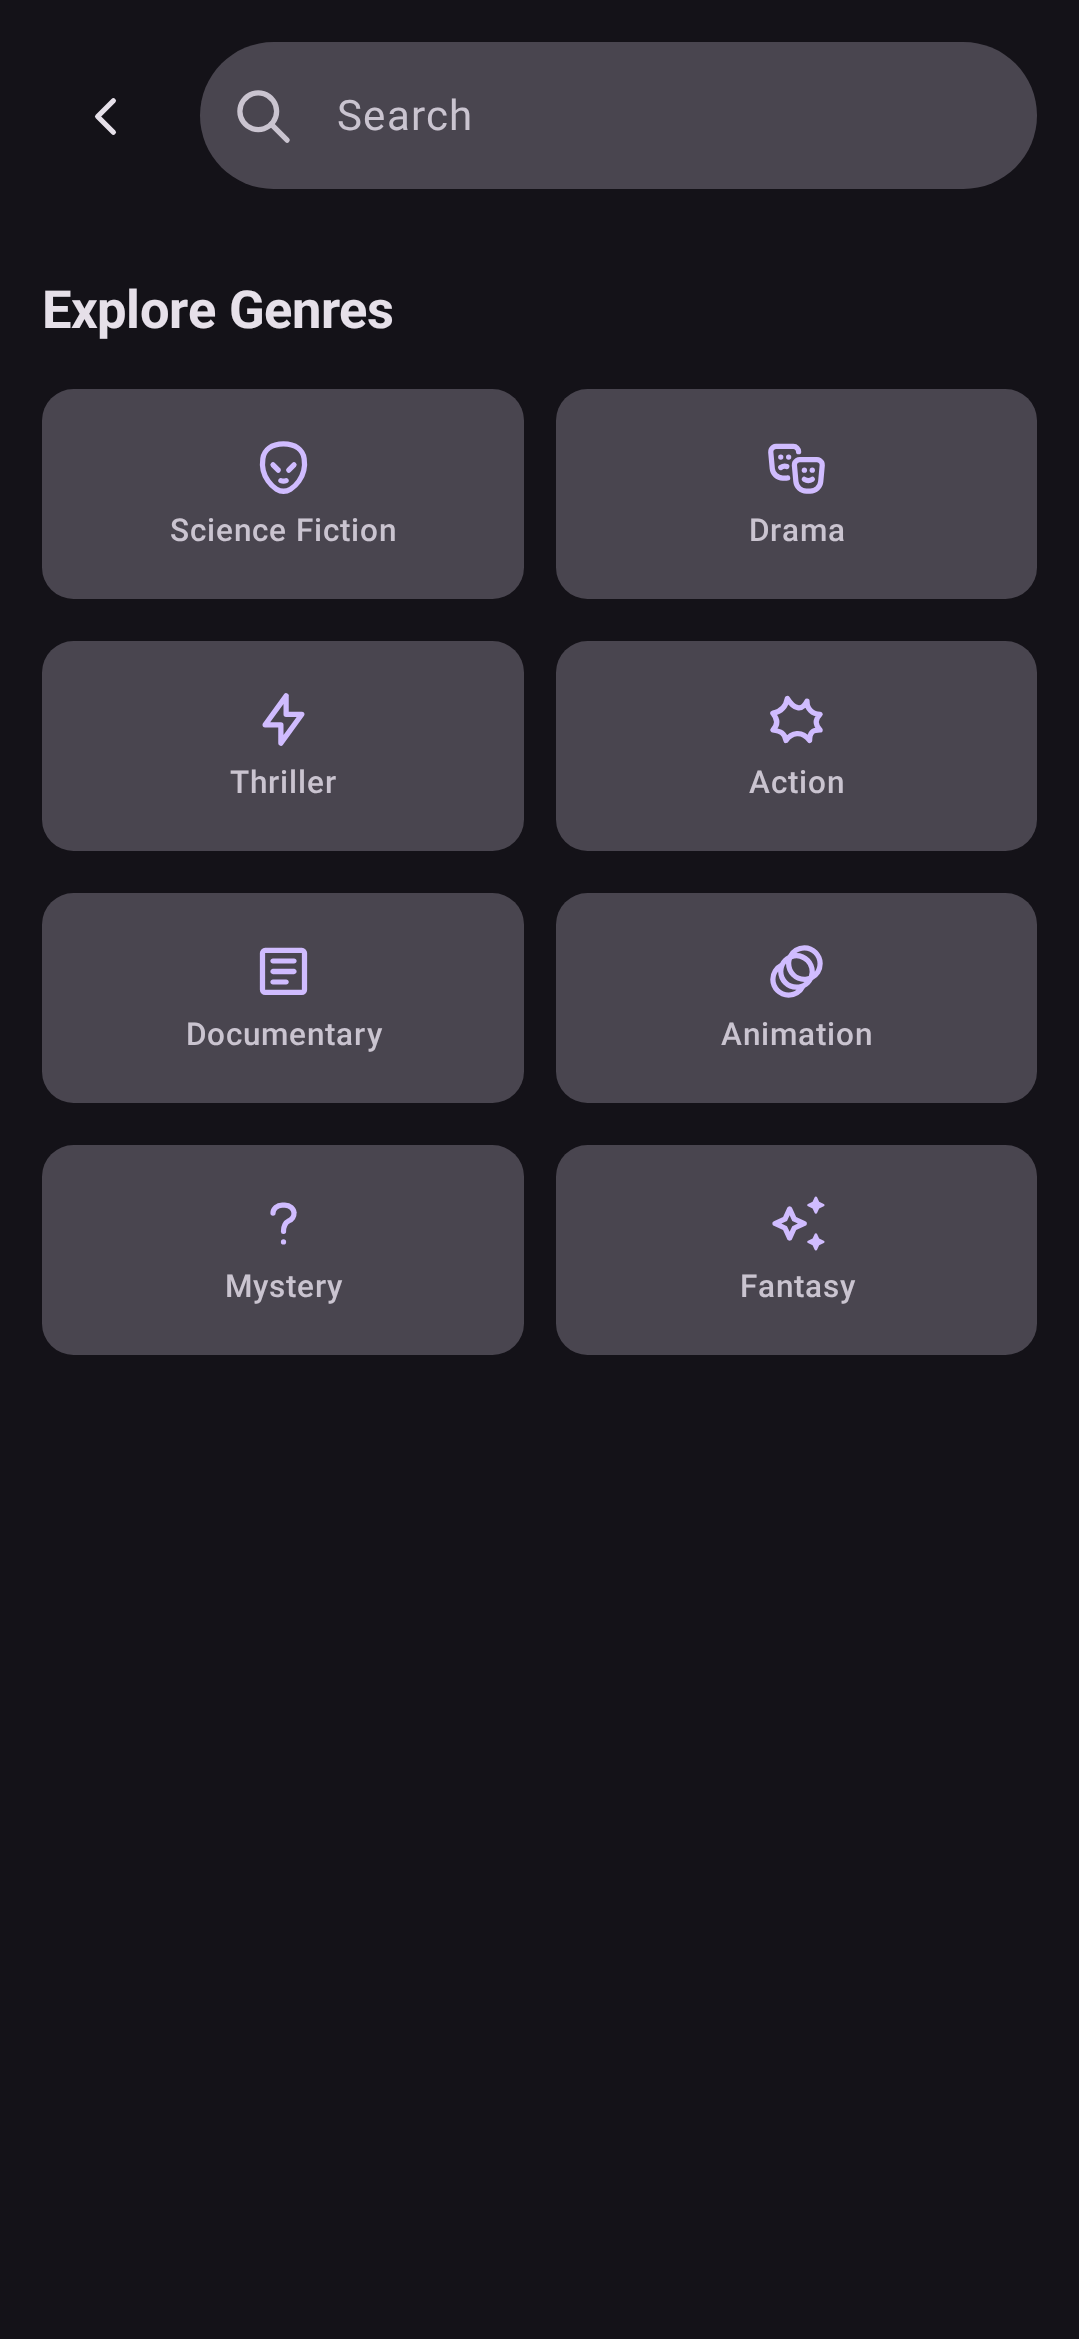 Search
Explore Genres
Science Fiction
Drama
Thriller
Action
Documentary
Animation
Mystery
Fantasy